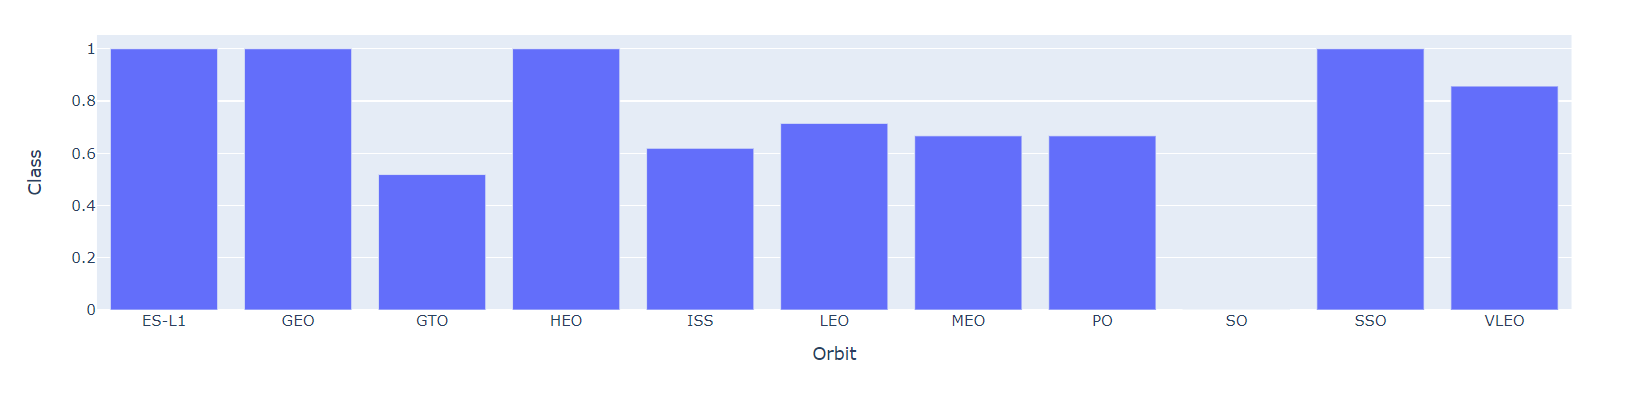 1
0.8
0.6
0.4
0.2
0
Class
ES-L1 GEO GTO HEO ISS LEO MEO PO SO SSO VLEO
Orbit